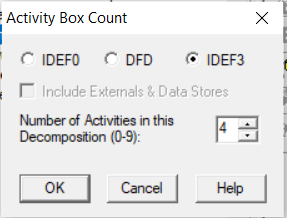 Activity Box Count
IDEF0 DFD IDEF3
Include Externals & Data Stores
Number of Activities in this
Decomposition (0-9):
4
OK Cancel Help